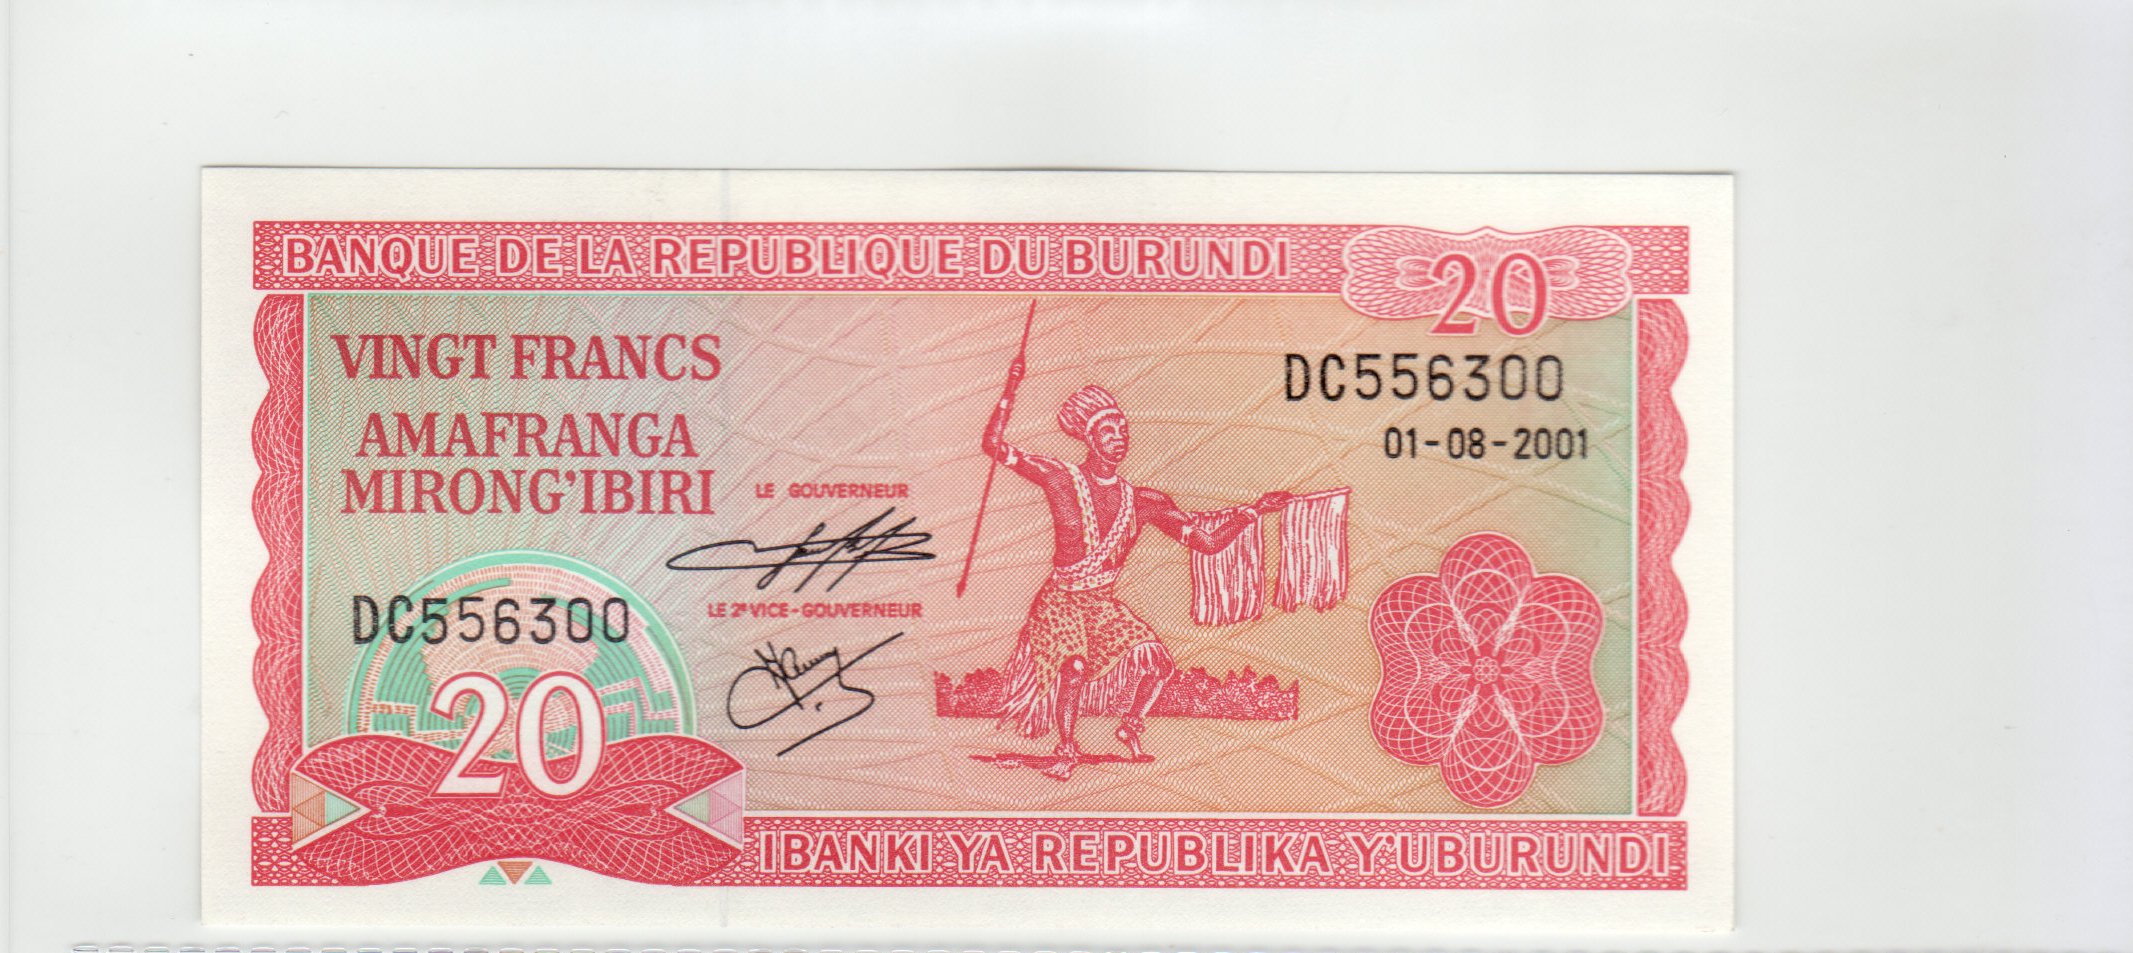 BANQUE DE LA REPUBLIQUE DU BURUNDI
20
VINGT FRANCS
AMAFRANGA
MIRONG'IBIRI
DC556300
01-08-2001
LE GOUVERNEUR
LE 2E VICE-GOUVERNEUR
DC556300
20
IBANKI YA REPUBLIKA Y'UBURUNDI